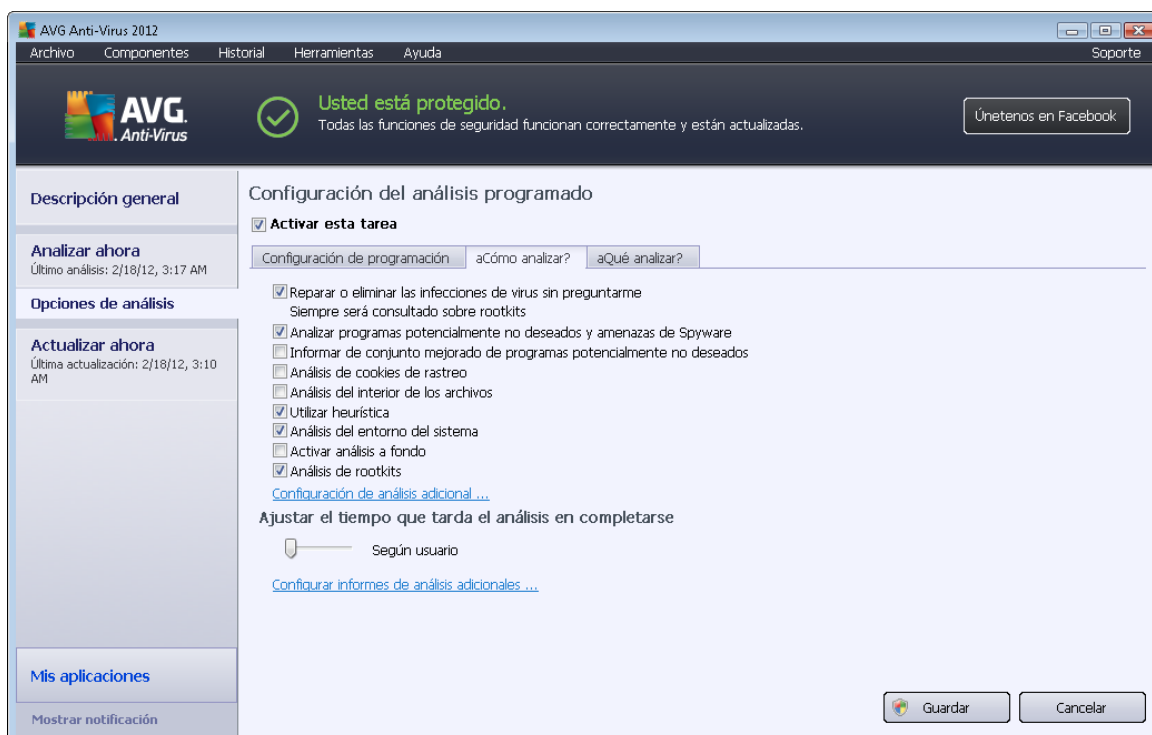 AVG Anti-Virus 2012
Archivo Componentes Historial Herramientas Ayuda Soporte
AVG.
Anti-Virus
Usted está protegido.
Todas las funciones de seguridad funcionan correctamente y están actualizadas.
Únetenos en Facebook
Descripción general
Analizar ahora
Último análisis: 2/18/12, 3:17 AM
Opciones de análisis
Actualizar ahora
Última actualización: 2/18/12, 3:10
AM
Mis aplicaciones
Mostrar notificación
Configuración del análisis programado
Activar esta tarea
Configuración de programación aCómo analizar? aQué analizar?
Reparar o eliminar las infecciones de virus sin preguntarme
Siempre será consultado sobre rootkits
Analizar programas potencialmente no deseados y amenazas de Spyware
Informar de conjunto mejorado de programas potencialmente no deseados
Análisis de cookies de rastreo
Análisis del interior de los archivos
Utilizar heurística
Análisis del entorno del sistema
Activar análisis a fondo
Análisis de rootkits
Configuración de análisis adicional ...
Ajustar el tiempo que tarda el análisis en completarse
Según usuario
Configurar informes de análisis adicionales ...
Guardar Cancelar